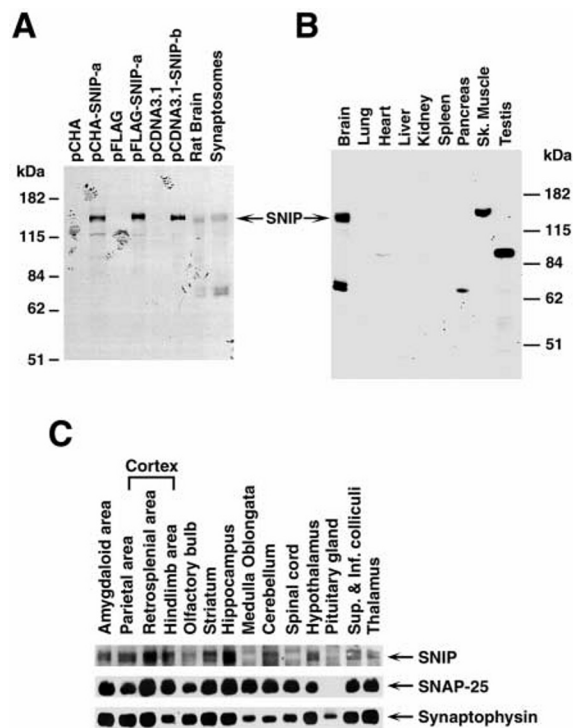 A
pCHA
pCHA-SNIP-a
pFLAG
pFLAG-SNIP-a
pCDNA3.1
pCDNA3.1-SNIP-b
Rat Brain
Synaptosomes
kDa
182
115
84
62
51
SNIP
B
Brain
Lung
Heart
Liver
Kidney
Spleen
Pancreas
Sk. Muscle
Testis
kDa
182
115
84
62
51
C
Cortex
Amygdaloid area
Parietal area
Retrosplenial area
Hindlimb area
Olfactory bulb
Striatum
Hippocampus
Medulla Oblongata
Cerebellum
Spinal cord
Hypothalamus
Pituitary gland
Sup. & Inf. colliculi
Thalamus
SNIP
SNAP-25
Synaptophysin